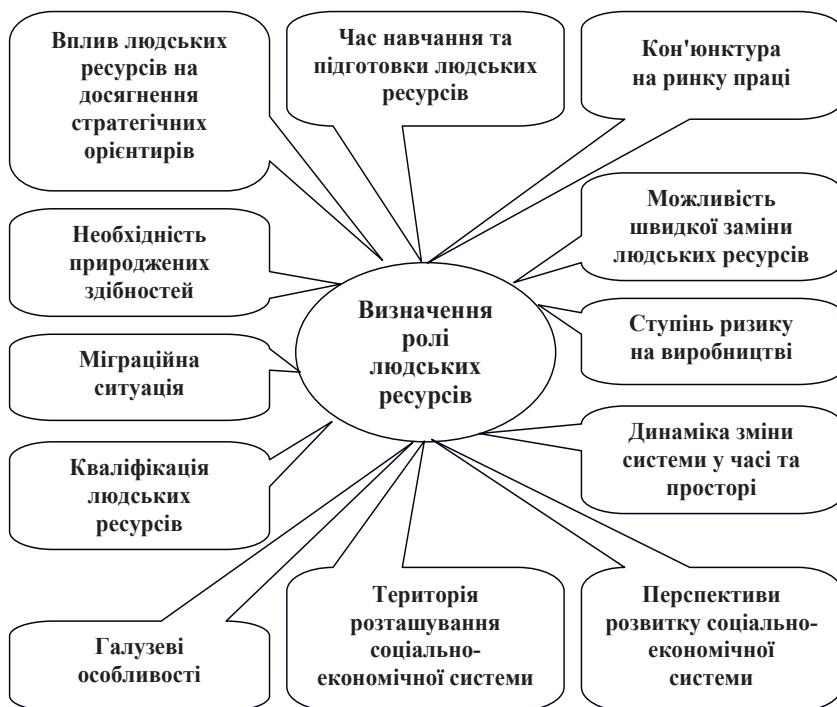 Вплив людських
ресурсів на
досягнення
стратегічних
орієнтирів
Час навчання та
підготовки людських
ресурсів
Кон'юнктура
на ринку праці
Необхідність
природжених
здібностей
Можливість
швидкої заміни
людських ресурсів
Визначення
ролі
людських
ресурсів
Міграційна
ситуація
Ступінь ризику
на виробництві
Кваліфікація
людських
ресурсів
Динаміка зміни
системи у часі та
просторі
Галузеві
особливості
Територія
розташування
соціально-
економічної системи
Перспективи
розвитку соціально-
економічної
системи